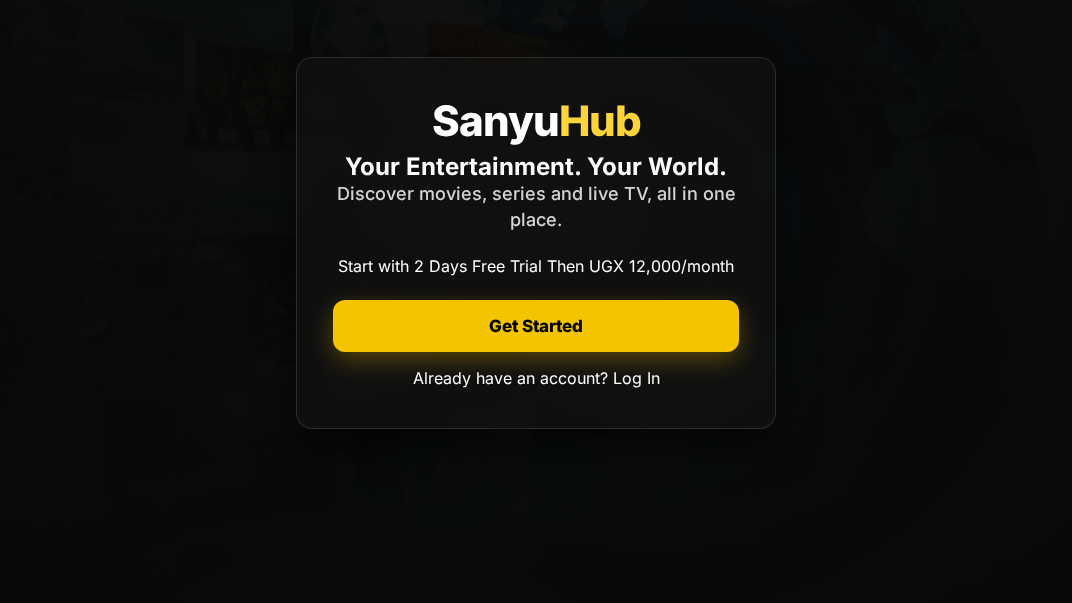 SanyuHub
Your Entertainment. Your World.
Discover movies, series and live TV, all in one
place.
Start with 2 Days Free Trial Then UGX 12,000/month
Get Started
Already have an account? Log In